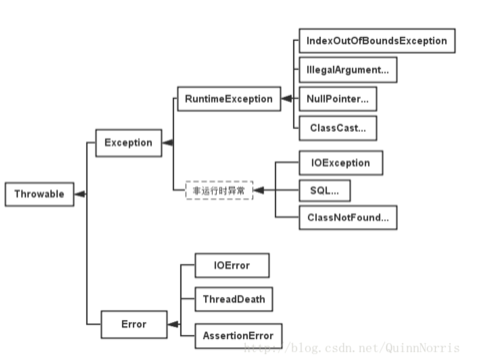 IndexOutOfBoundsException
IllegalArgument...
RuntimeException
NullPointer...
ClassCast...
Exception
IOException
Throwable
非运行时异常
SQL...
ClassNotFound...
IOError
ThreadDeath
Error
AssertionError
http://blog.csdn.net/QuinnNorris